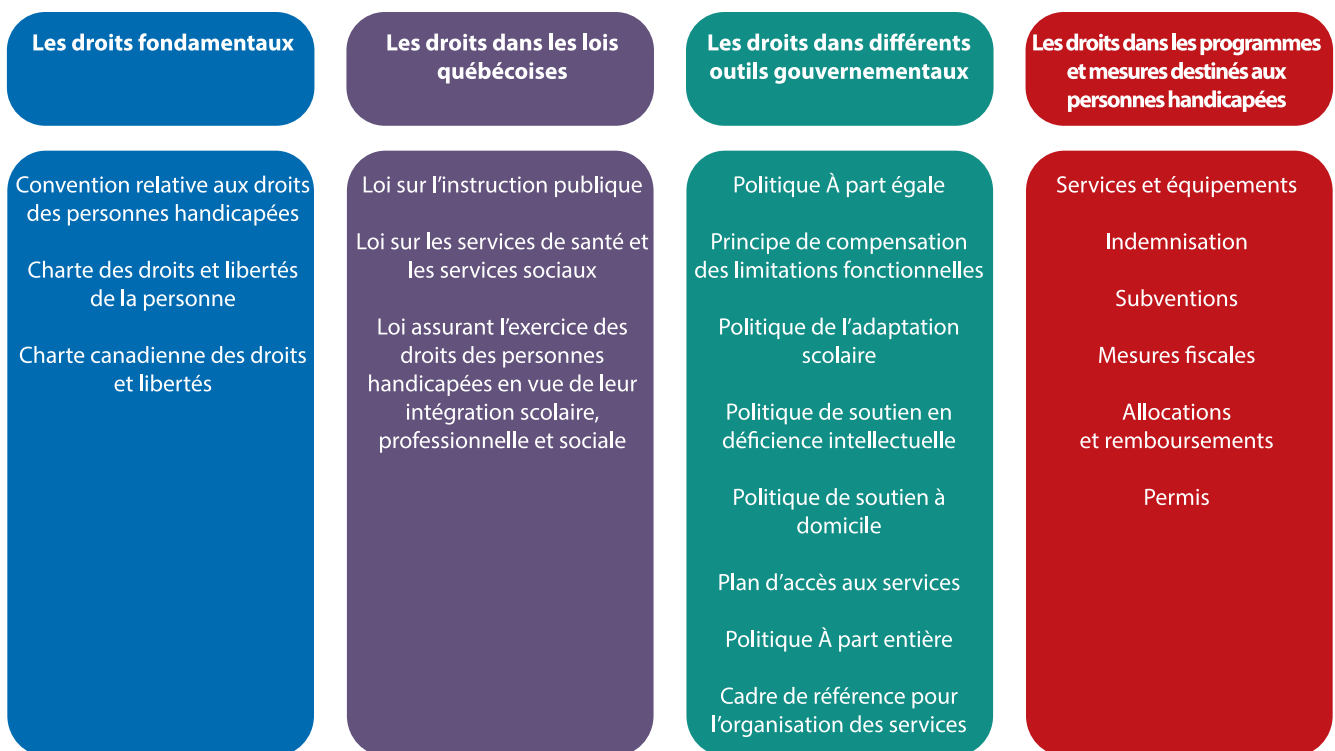 Les droits fondamentaux
Convention relative aux droits
des personnes handicapées
Charte des droits et libertés
de la personne
Charte canadienne des droits
et libertés
Les droits dans les lois
québécoises
Loi sur l'instruction publique
Loi sur les services de santé et
les services sociaux
Loi assurant l'exercice des
droits des personnes
handicapées en vue de leur
intégration scolaire,
professionnelle et sociale
Les droits dans différents
outils gouvernementaux
Politique À part égale
Principe de compensation
des limitations fonctionnelles
Politique de l'adaptation
scolaire
Politique de soutien en
déficience intellectuelle
Politique de soutien à
domicile
Plan d'accès aux services
Politique À part entière
Cadre de référence pour
l'organisation des services
Les droits dans les programmes
et mesures destinés aux
personnes handicapées
Services et équipements
Indemnisation
Subventions
Mesures fiscales
Allocations
et remboursements
Permis